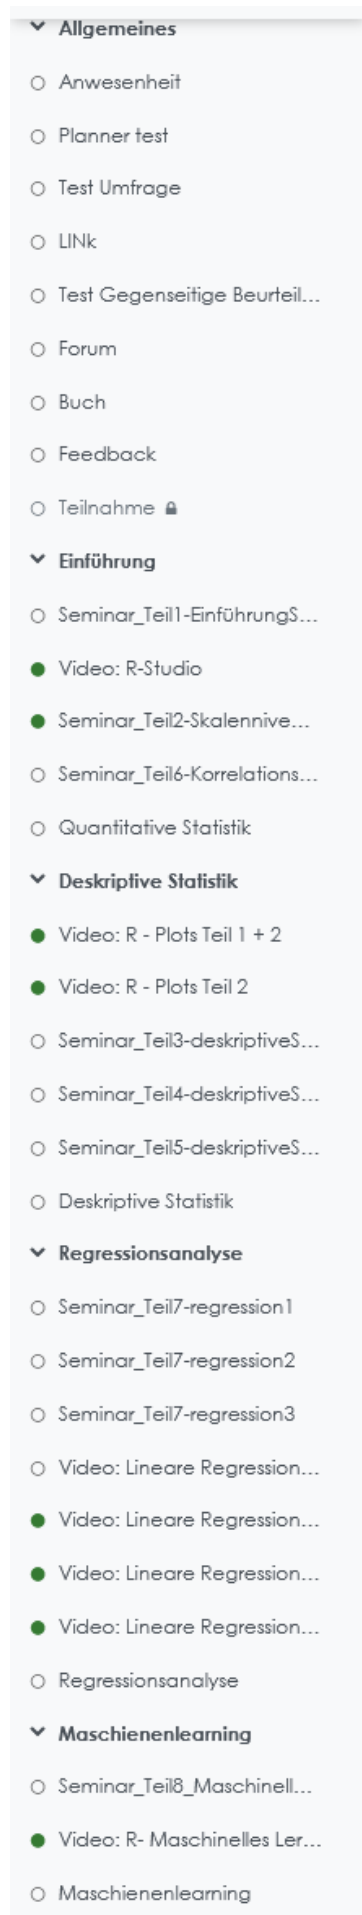 Allgemeines
Anwesenheit
Planner test
Test Umfrage
LINk
Test Gegenseitige Beurteil...
Forum
Buch
Feedback
Teilnahme
Einführung
Seminar_Teil1-EinführungS...
Video: R-Studio
Seminar_Teil2-Skalennive...
Seminar_Teil6-Korrelations...
Quantitative Statistik
Deskriptive Statistik
Video: R - Plots Teil 1 + 2
Video: R - Plots Teil 2
Seminar_Teil3-deskriptiveS...
Seminar_Teil4-deskriptiveS...
Seminar_Teil5-deskriptiveS...
Deskriptive Statistik
Regressionsanalyse
Seminar_Teil7-regression1
Seminar_Teil7-regression2
Seminar_Teil7-regression3
Video: Lineare Regression...
Video: Lineare Regression...
Video: Lineare Regression...
Video: Lineare Regression...
Regressionsanalyse
Maschienenlearning
Seminar_Teil8_Maschinell...
Video: R- Maschinelles Ler...
Maschienenlearning